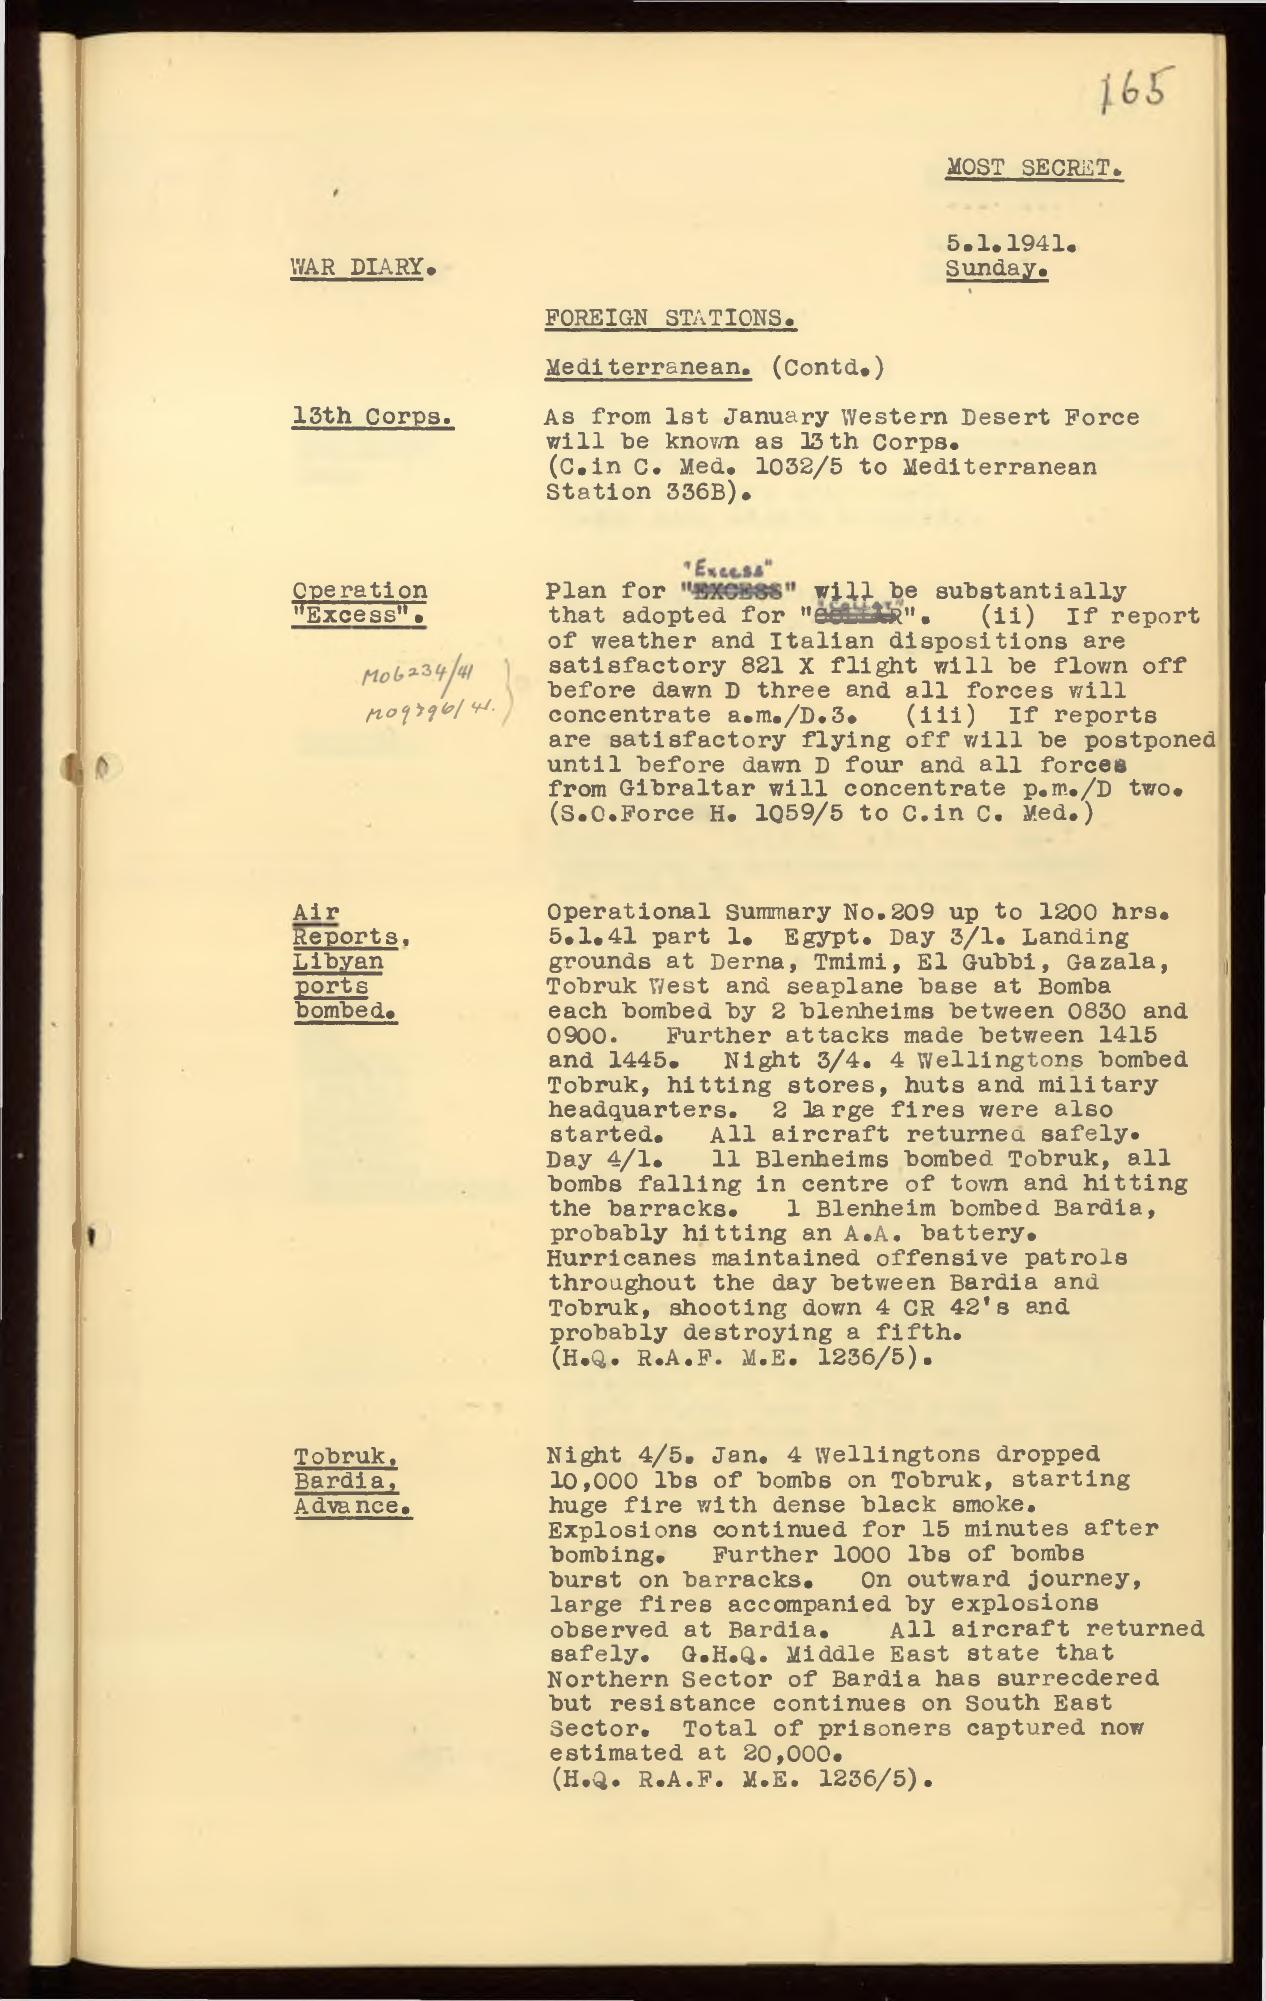 165
MOST SECRET.
5.1.1941.
Sunday.
WAR DIARY.
FOREIGN STATIONS.
Mediterranean. (Contd.)
13th Corps.
As from 1st January Western Desert Force
will be known as 13th Corps.
(C.in C. Med. 1032/5 to Mediterranean
Station 336B).
Operation
"Excess".
M06234/41
"Excess"
Plan for "EXCESS" will be substantially
"Collar"
that adopted for "COLLAR". (ii) If report
of weather and Italian dispositions are
satisfactory 821 X flight will be flown off
before dawn D three and all forces will
concentrate a.m./D.3. (iii) If reports
are satisfactory flying off will be postponed
until before dawn D four and all forces
from Gibraltar will concentrate p.m./D two.
(S.O.Force H. 1059/5 to C.in C. Med.)
Air
Reports,
Libyan
ports
bombed.
Operational Summary No.209 up to 1200 hrs.
5.1.41 part 1. Egypt. Day 3/1. Landing
grounds at Derna, Tmimi, El Gubbi, Gazala,
Tobruk West and seaplane base at Bomba
each bombed by 2 blenheims between 0830 and
0900. Further attacks made between 1415
and 1445. Night 3/4. 4 Wellingtons bombed
Tobruk, hitting stores, huts and military
headquarters. 2 large fires were also
started. All aircraft returned safely.
Day 4/1. 11 Blenheims bombed Tobruk, all
bombs falling in centre of town and hitting
the barracks. 1 Blenheim bombed Bardia,
probably hitting an A.A. battery.
Hurricanes maintained offensive patrols
throughout the day between Bardia and
Tobruk, shooting down 4 CR 42's and
probably destroying a fifth.
(H.Q. R.A.F. M.E. 1236/5).
Tobruk,
Bardia,
Advance.
Night 4/5. Jan. 4 Wellingtons dropped
10,000 lbs of bombs on Tobruk, starting
huge fire with dense black smoke.
Explosions continued for 15 minutes after
bombing. Further 1000 lbs of bombs
burst on barracks. On outward journey,
large fires accompanied by explosions
observed at Bardia. All aircraft returned
safely. G.H.Q. Middle East state that
Northern Sector of Bardia has surrecdered
but resistance continues on South East
Sector. Total of prisoners captured now
estimated at 20,000.
(H.Q. R.A.F. M.E. 1236/5).